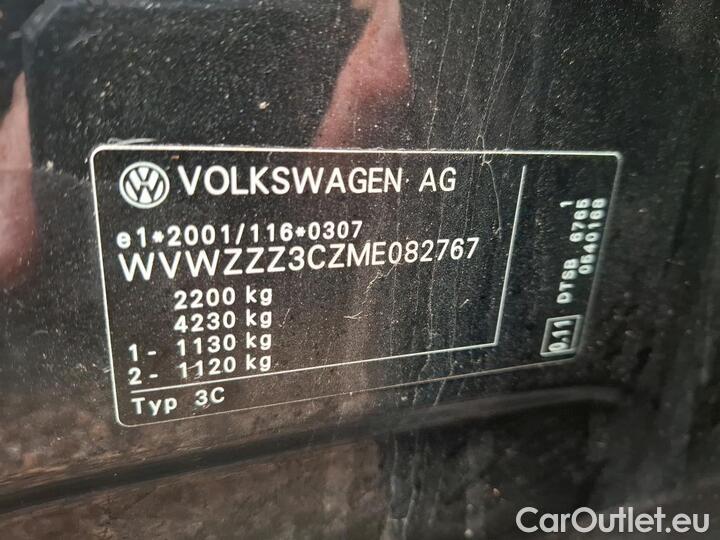 VOLKSWAGEN AG
e1*2001/116*0307
WVWZZZ3CZME082767
2200 kg
4230 kg
1 - 1130 kg
2 - 1120 kg
Typ 3C
0.11 DTSB 6765 1
0640168
CarOutlet.eu